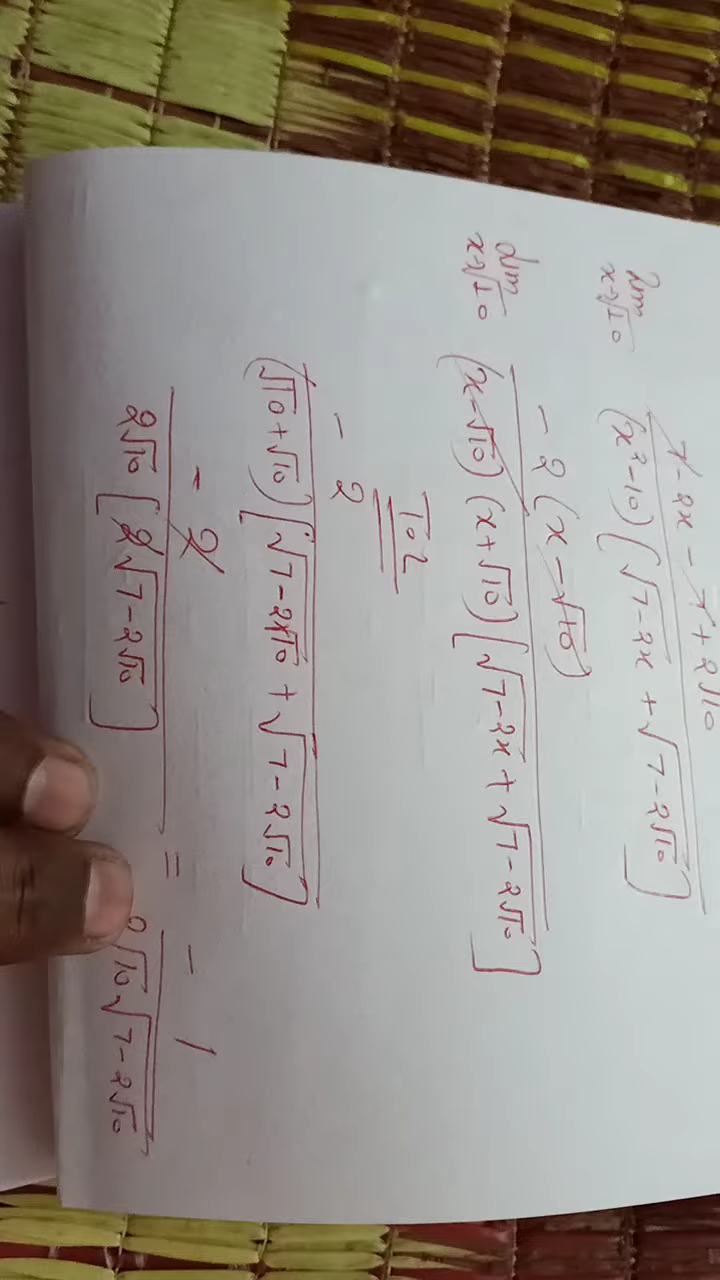 lim x→√10 (7-2x-7+2√10)/((x²-10)[√(7-2x)+√(7-2√10)])
lim x→√10 (-2(x-√10))/((x-√10)(x+√10)[√(7-2x)+√(7-2√10)])
-2/((√10+√10)[√(7-2√10)+√(7-2√10)])
-2/(2√10[2√(7-2√10)]) = -1/(2√10√(7-2√10))